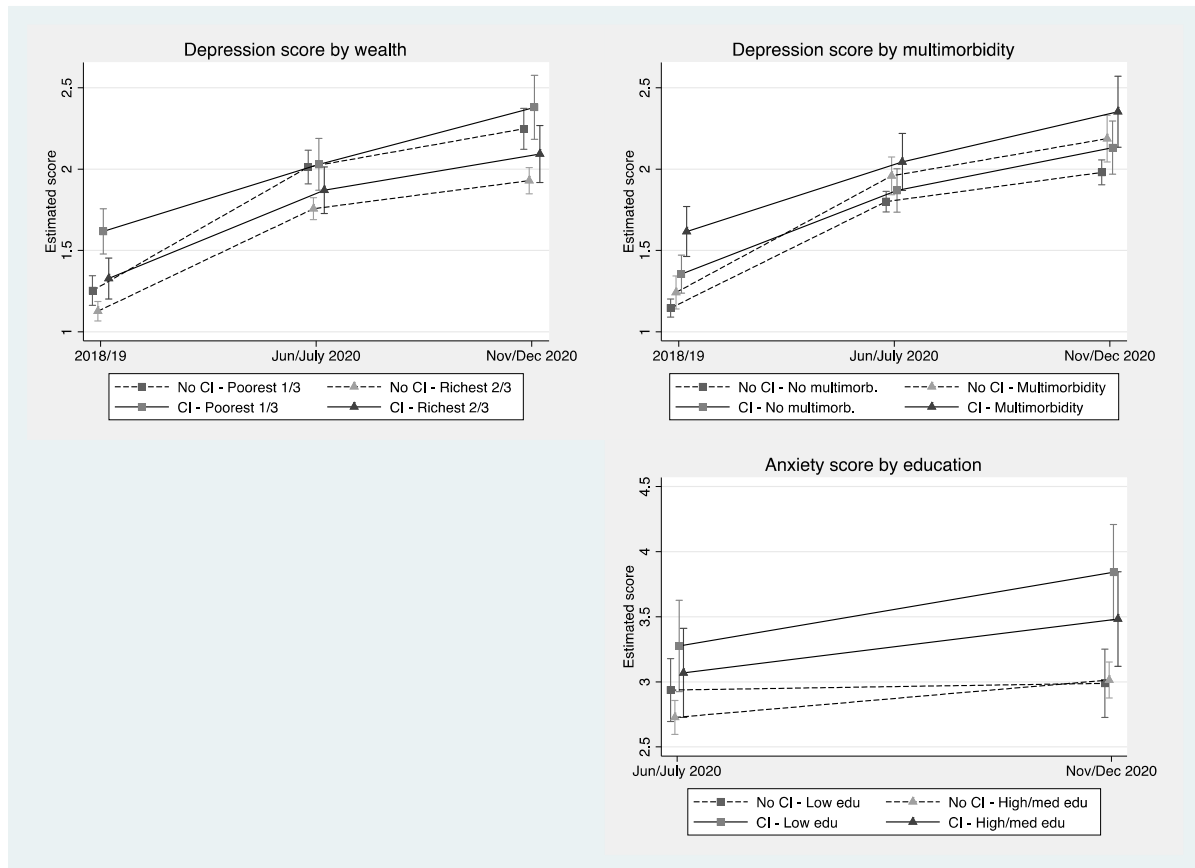 Depression score by wealth
Estimated score
2.5
2
1.5
1
2018/19 Jun/July 2020 Nov/Dec 2020
No CI - Poorest 1/3 No CI - Richest 2/3
CI - Poorest 1/3 CI - Richest 2/3
Depression score by multimorbidity
Estimated score
2.5
2
1.5
1
2018/19 Jun/July 2020 Nov/Dec 2020
No CI - No multimorb. No CI - Multimorbidity
CI - No multimorb. CI - Multimorbidity
Anxiety score by education
Estimated score
4.5
4
3.5
3
2.5
Jun/July 2020 Nov/Dec 2020
No CI - Low edu No CI - High/med edu
CI - Low edu CI - High/med edu